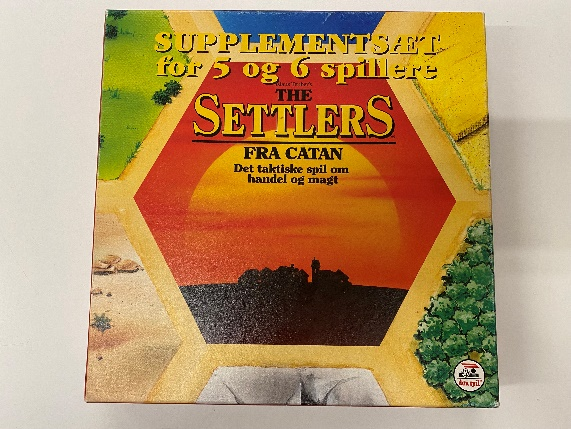 SUPPLEMENTSÆT
for 5 og 6 spillere
THE
SETTLERS
FRA CATAN
Det taktiske spil om
handel og magt